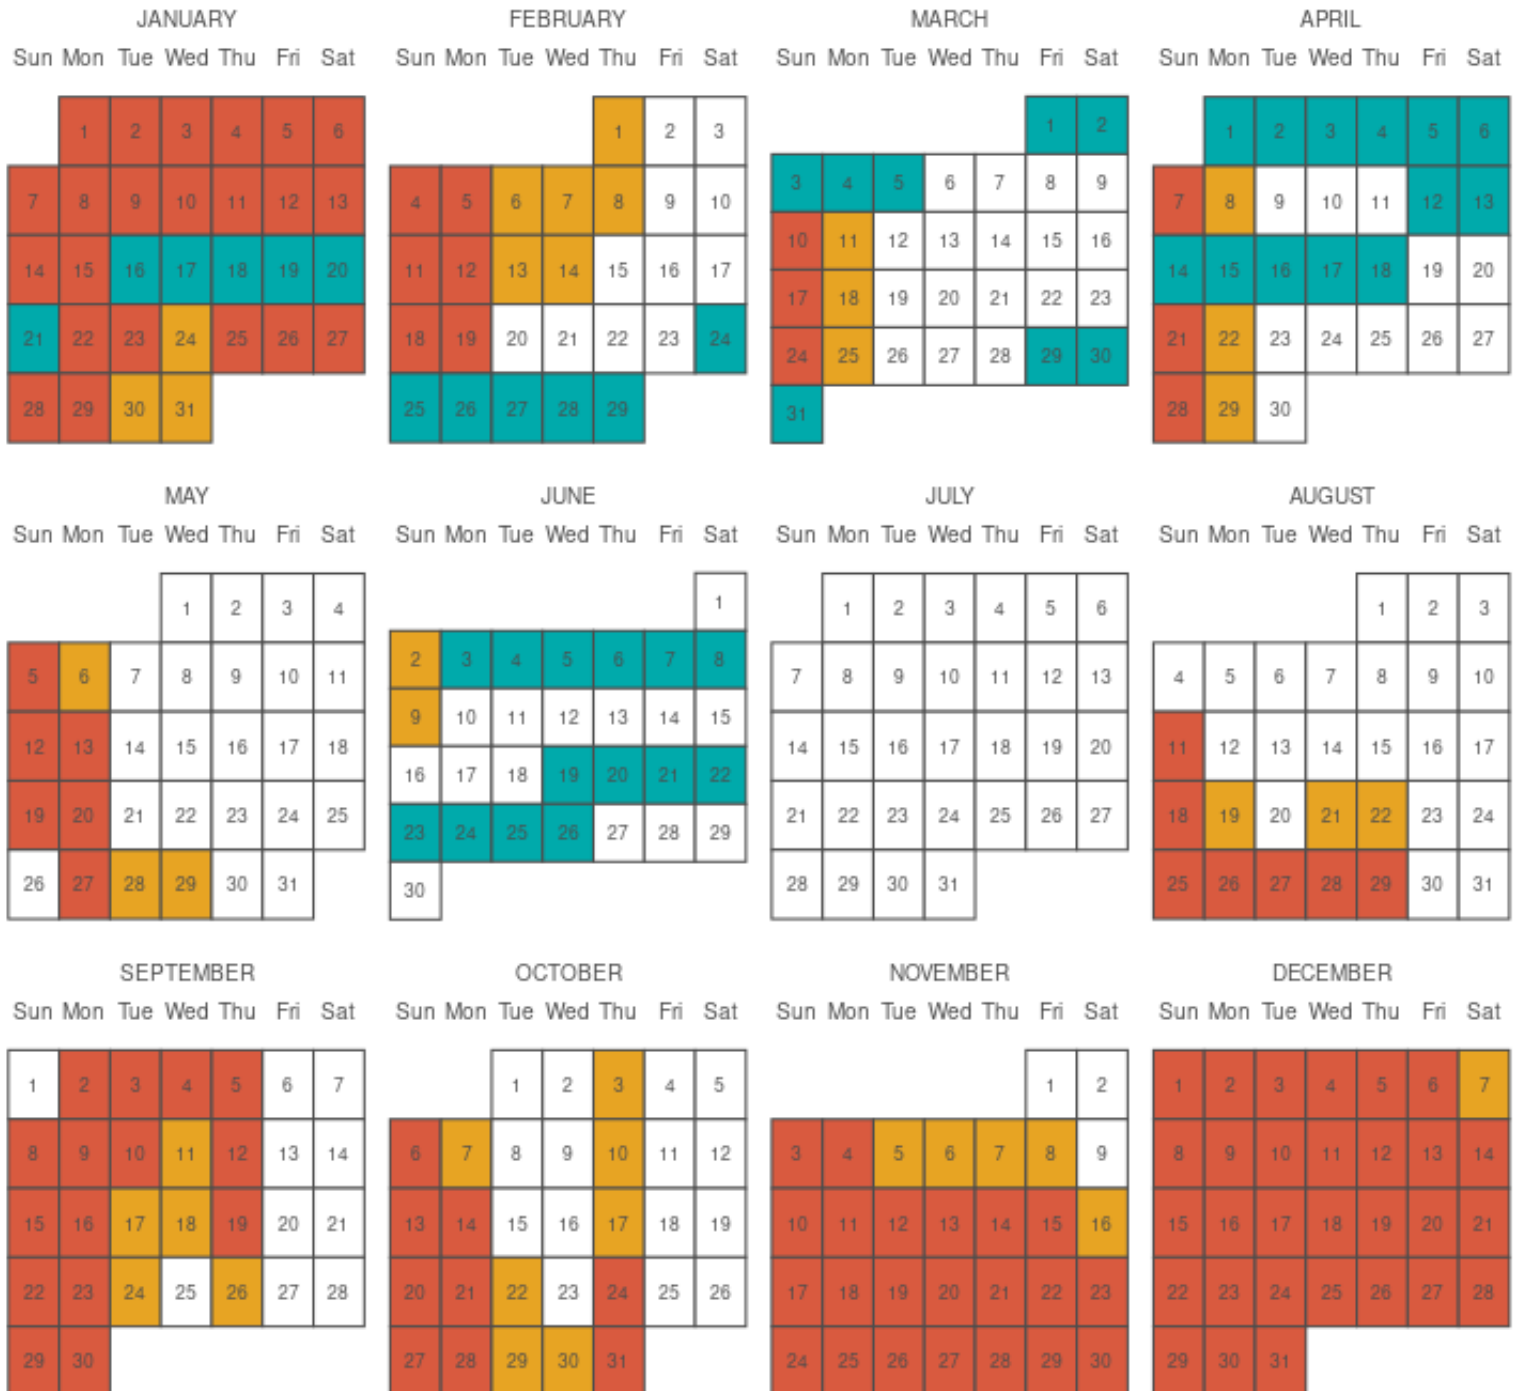 JANUARY FEBRUARY MARCH APRIL
Sun Mon Tue Wed Thu Fri Sat Sun Mon Tue Wed Thu Fri Sat Sun Mon Tue Wed Thu Fri Sat Sun Mon Tue Wed Thu Fri Sat
1 2 3 4 5 6 1 2 3 1 2 1 2 3 4 5 6
7 8 9 10 11 12 13 4 5 6 7 8 9 10 3 4 5 6 7 8 9 7 8 9 10 11 12 13
14 15 16 17 18 19 20 11 12 13 14 15 16 17 10 11 12 13 14 15 16 14 15 16 17 18 19 20
21 22 23 24 25 26 27 18 19 20 21 22 23 24 17 18 19 20 21 22 23 21 22 23 24 25 26 27
28 29 30 31 25 26 27 28 29 24 25 26 27 28 29 30 28 29 30
31
MAY JUNE JULY AUGUST
Sun Mon Tue Wed Thu Fri Sat Sun Mon Tue Wed Thu Fri Sat Sun Mon Tue Wed Thu Fri Sat Sun Mon Tue Wed Thu Fri Sat
1 2 3 4 1 1 2 3 4 5 6 1 2 3
5 6 7 8 9 10 11 2 3 4 5 6 7 8 7 8 9 10 11 12 13 4 5 6 7 8 9 10
12 13 14 15 16 17 18 9 10 11 12 13 14 15 14 15 16 17 18 19 20 11 12 13 14 15 16 17
19 20 21 22 23 24 25 16 17 18 19 20 21 22 21 22 23 24 25 26 27 18 19 20 21 22 23 24
26 27 28 29 30 31 23 24 25 26 27 28 29 28 29 30 31 25 26 27 28 29 30 31
30
SEPTEMBER OCTOBER NOVEMBER DECEMBER
Sun Mon Tue Wed Thu Fri Sat Sun Mon Tue Wed Thu Fri Sat Sun Mon Tue Wed Thu Fri Sat Sun Mon Tue Wed Thu Fri Sat
1 2 3 4 5 6 7 1 2 3 4 5 1 2 1 2 3 4 5 6 7
8 9 10 11 12 13 14 6 7 8 9 10 11 12 3 4 5 6 7 8 9 8 9 10 11 12 13 14
15 16 17 18 19 20 21 13 14 15 16 17 18 19 10 11 12 13 14 15 16 15 16 17 18 19 20 21
22 23 24 25 26 27 28 20 21 22 23 24 25 26 17 18 19 20 21 22 23 22 23 24 25 26 27 28
29 30 27 28 29 30 31 24 25 26 27 28 29 30 29 30 31